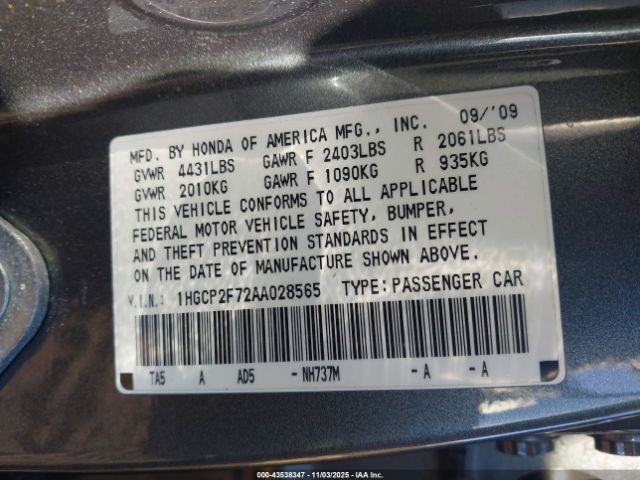 09/'09
MFD. BY HONDA OF AMERICA MFG., INC.
GVWR 4431LBS GAWR F 2403LBS R 2061LBS
GVWR 2010KG GAWR F 1090KG R 935KG
THIS VEHICLE CONFORMS TO ALL APPLICABLE
FEDERAL MOTOR VEHICLE SAFETY, BUMPER,
AND THEFT PREVENTION STANDARDS IN EFFECT
ON THE DATE OF MANUFACTURE SHOWN ABOVE.
V.I.N.: 1HGCP2F72AA028565 TYPE:PASSENGER CAR
TA5 A AD5 -NH737M -A -A
000-43538347 - 11/03/2025 - IAA Inc.